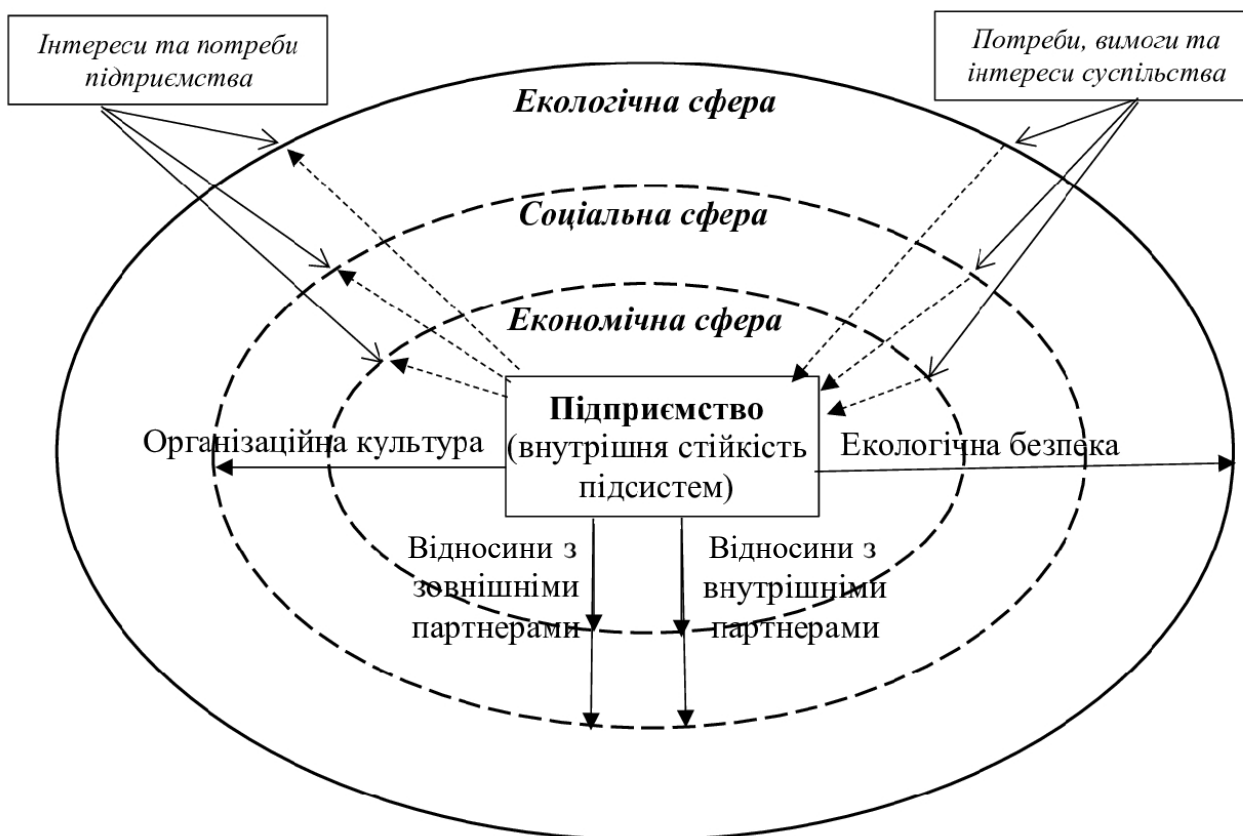 Інтереси та потреби
підприємства
Потреби, вимоги та
інтереси суспільства
Екологічна сфера
Соціальна сфера
Економічна сфера
Підприємство
(внутрішня стійкість
підсистем)
Організаційна культура
Екологічна безпека
Відносини з
зовнішніми
партнерами
Відносини з
внутрішніми
партнерами